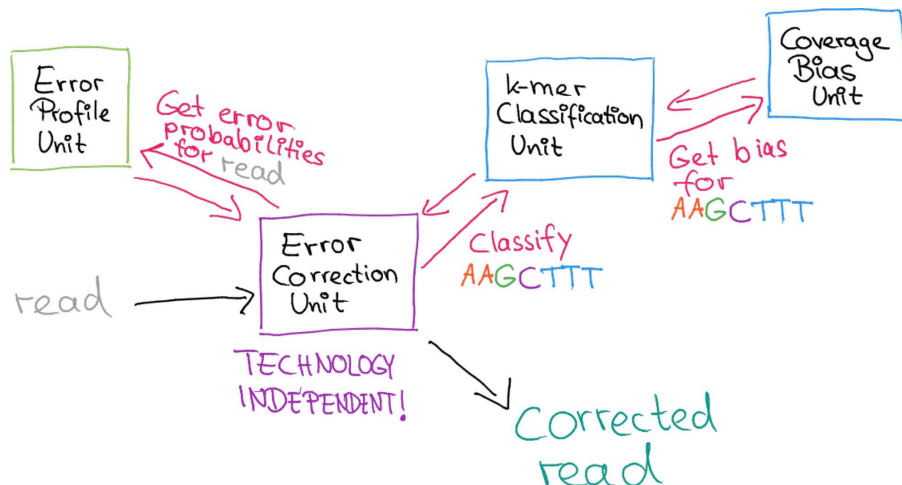 Error
Profile
Unit
Get error
probabilities
for read
k-mer
Classification
Unit
Coverage
Bias
Unit
Get bias
for
AAGCTTT
Classify
AAGCTTT
Error
Correction
Unit
read
TECHNOLOGY
INDEPENDENT!
Corrected
read